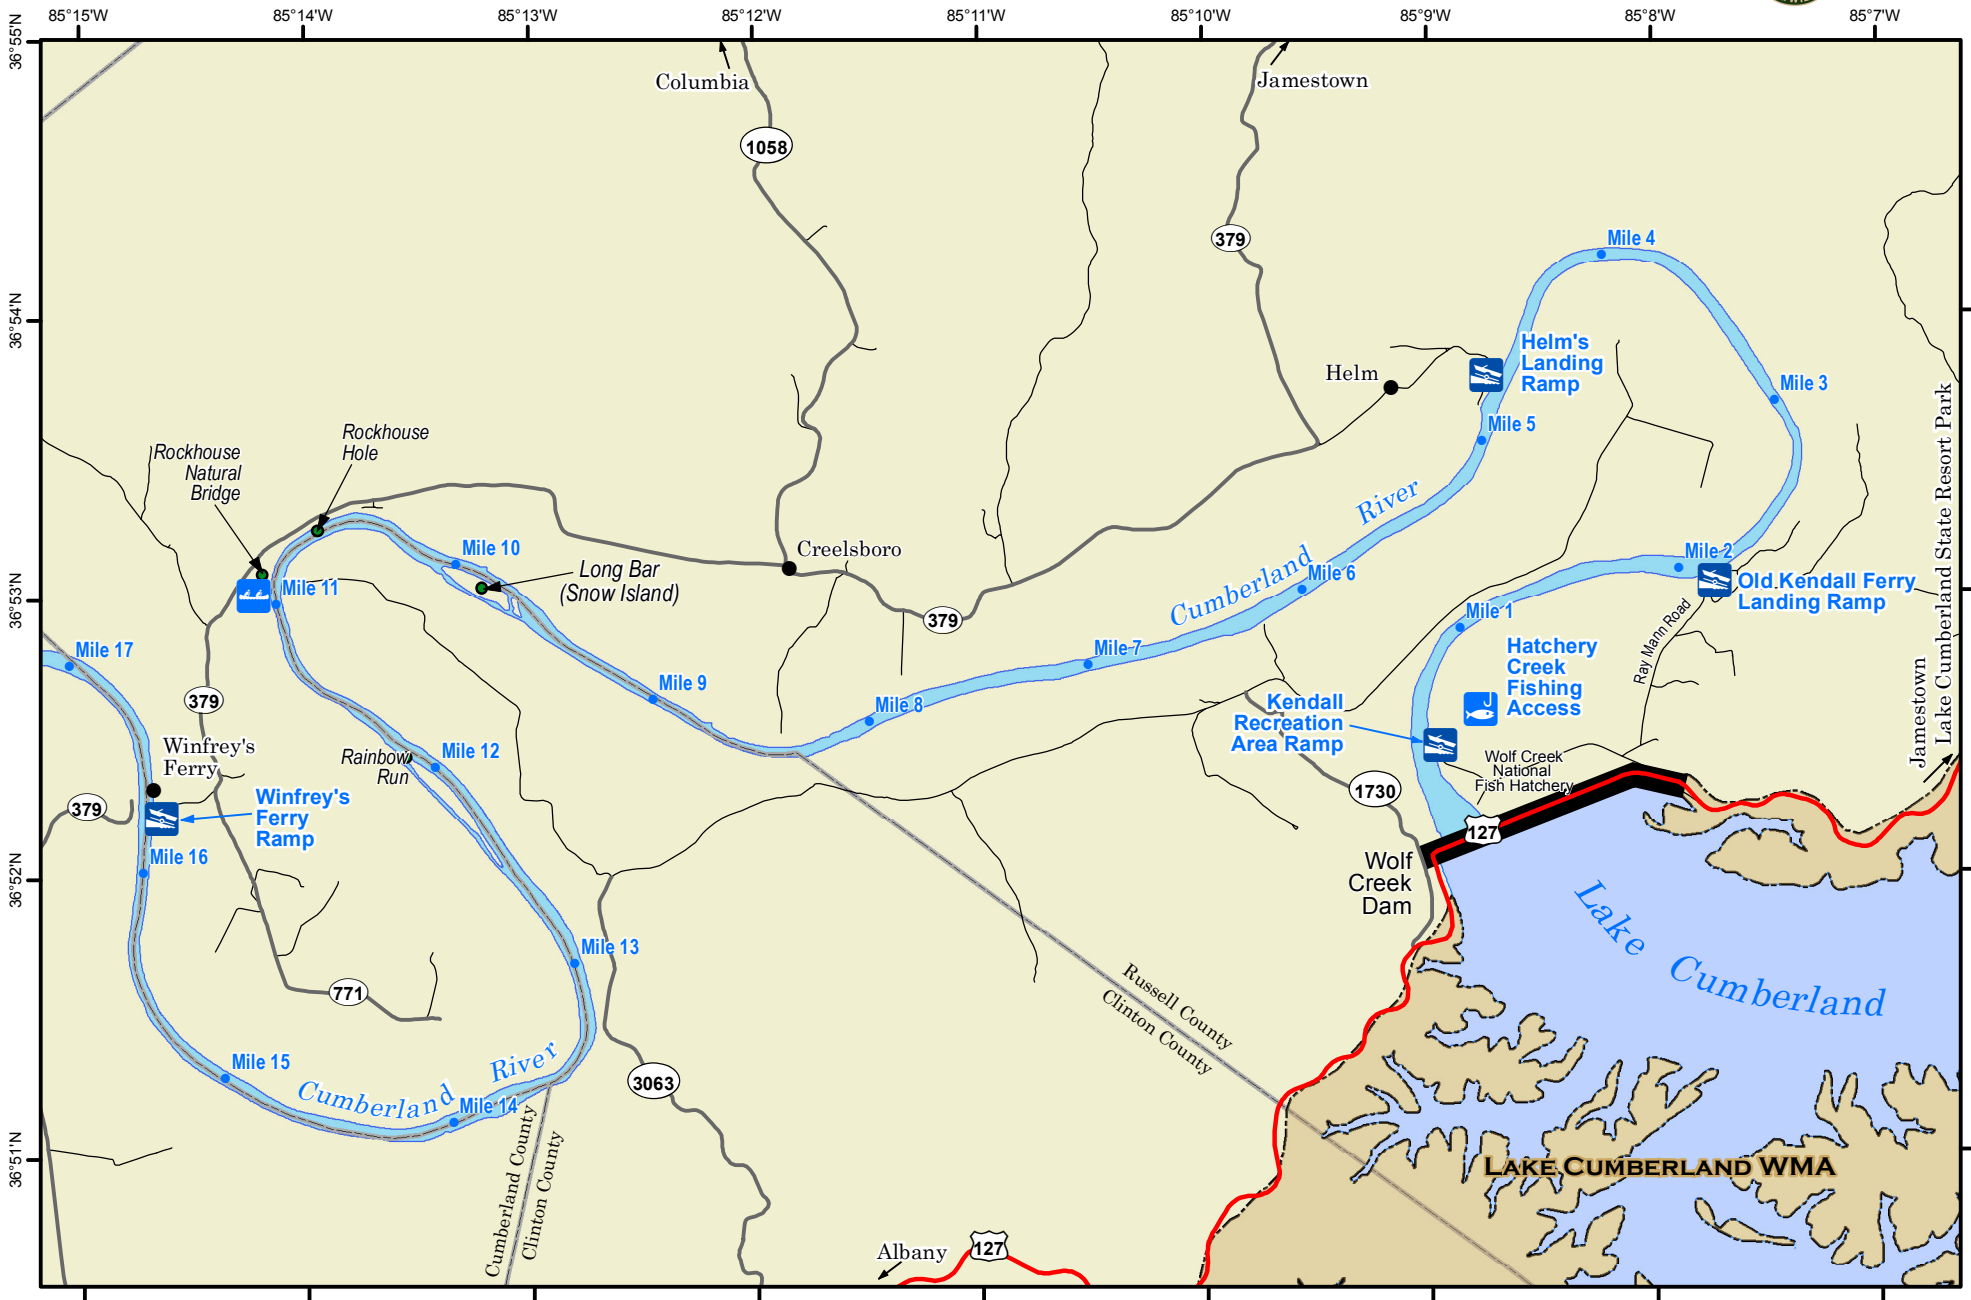 85°15'W
85°14'W
85°13'W
85°12'W
85°11'W
85°10'W
85°9'W
85°8'W
85°7'W
36°55'N
36°54'N
36°53'N
36°52'N
36°51'N
Columbia
Jamestown
1058
379
Mile 4
Helm's
Landing
Ramp
Helm
Mile 3
Mile 5
Rockhouse
Hole
Rockhouse
Natural
Bridge
River
Cumberland
Mile 10
Creelsboro
Long Bar
(Snow Island)
Mile 11
Mile 6
Mile 2
Old Kendall Ferry
Landing Ramp
Mile 1
379
Ray Mann Road
Hatchery
Creek
Fishing
Access
Mile 17
Mile 7
Mile 9
Mile 8
379
Kendall
Recreation
Area Ramp
Jamestown
Lake Cumberland State Resort Park
Winfrey's
Ferry
Rainbow
Run
Mile 12
Wolf Creek
National
Fish Hatchery
1730
379
Winfrey's
Ferry
Ramp
127
Mile 16
Wolf
Creek
Dam
Lake Cumberland
Mile 13
771
Russell County
Clinton County
Mile 15
Cumberland River
Mile 14
3063
Cumberland County
Clinton County
LAKE CUMBERLAND WMA
Albany
127